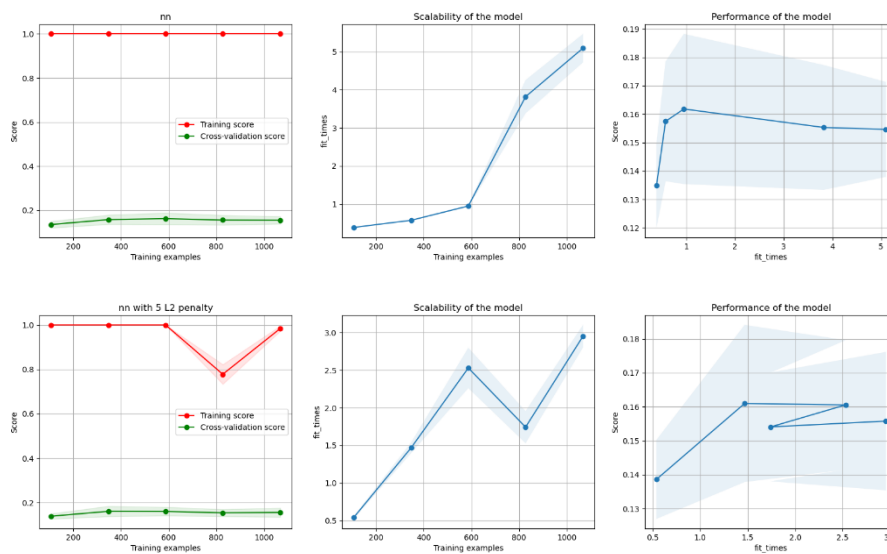 nn
Score
1.0
0.8
0.6
0.4
0.2
Training score
Cross-validation score
200 400 600 800 1000
Training examples
Scalability of the model
fit_times
5
4
3
2
1
200 400 600 800 1000
Training examples
Performance of the model
Score
0.19
0.18
0.17
0.16
0.15
0.14
0.13
0.12
1 2 3 4 5
fit_times
nn with 5 L2 penalty
Score
1.0
0.8
0.6
0.4
0.2
Training score
Cross-validation score
200 400 600 800 1000
Training examples
Scalability of the model
fit_times
3.0
2.5
2.0
1.5
1.0
0.5
200 400 600 800 1000
Training examples
Performance of the model
Score
0.18
0.17
0.16
0.15
0.14
0.13
0.5 1.0 1.5 2.0 2.5
fit_times